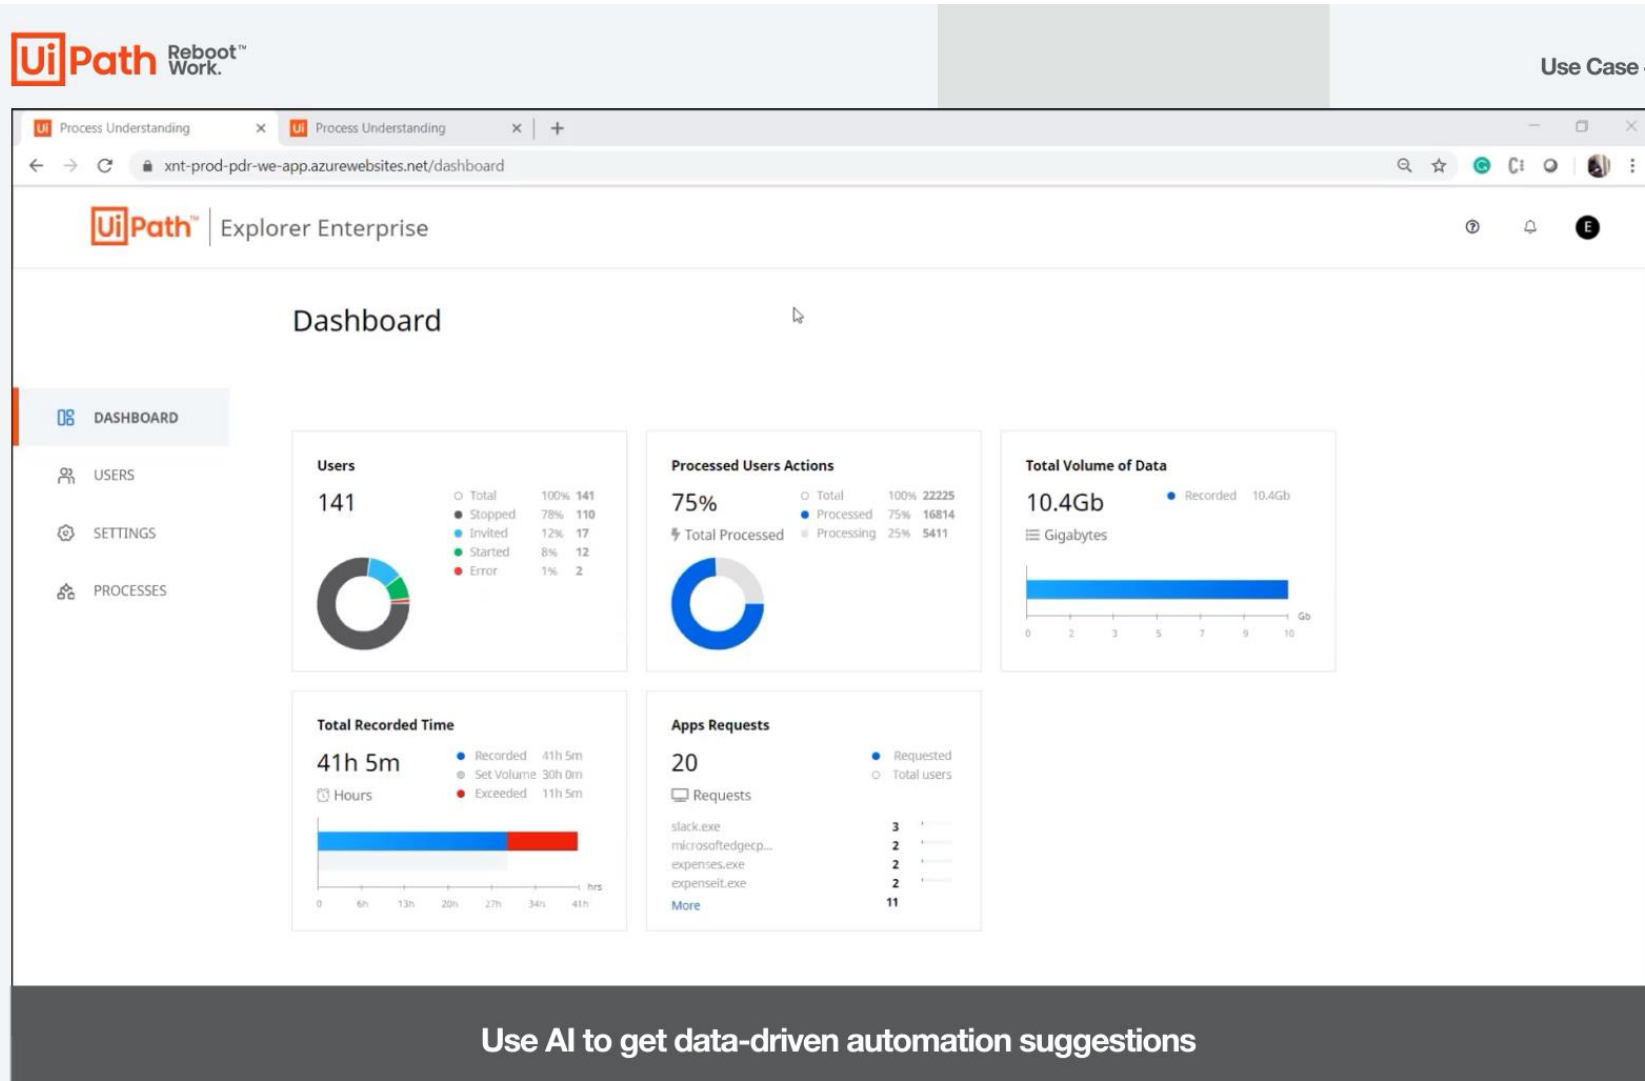 UiPath Reboot™ Work.
Use Case
Process Understanding
Process Understanding
xnt-prod-pdr-we-app.azurewebsites.net/dashboard
UiPath™ Explorer Enterprise
E
Dashboard
DASHBOARD
USERS
SETTINGS
PROCESSES
Users
141
Total 100% 141
Stopped 78% 110
Invited 12% 17
Started 8% 12
Error 1% 2
Processed Users Actions
75%
Total Processed
Total 100% 22225
Processed 75% 16814
Processing 25% 5411
Total Volume of Data
10.4Gb
Gigabytes
Recorded 10.4Gb
Gb
0 2 3 5 7 9 10
Total Recorded Time
41h 5m
Hours
Recorded 41h 5m
Set Volume 30h 0m
Exceeded 11h 5m
hrs
0 6h 13h 20h 27h 34h 41h
Apps Requests
20
Requests
Requested
Total users
slack.exe 3
microsoftedgecp... 2
expenses.exe 2
expenseit.exe 2
More 11
Use AI to get data-driven automation suggestions